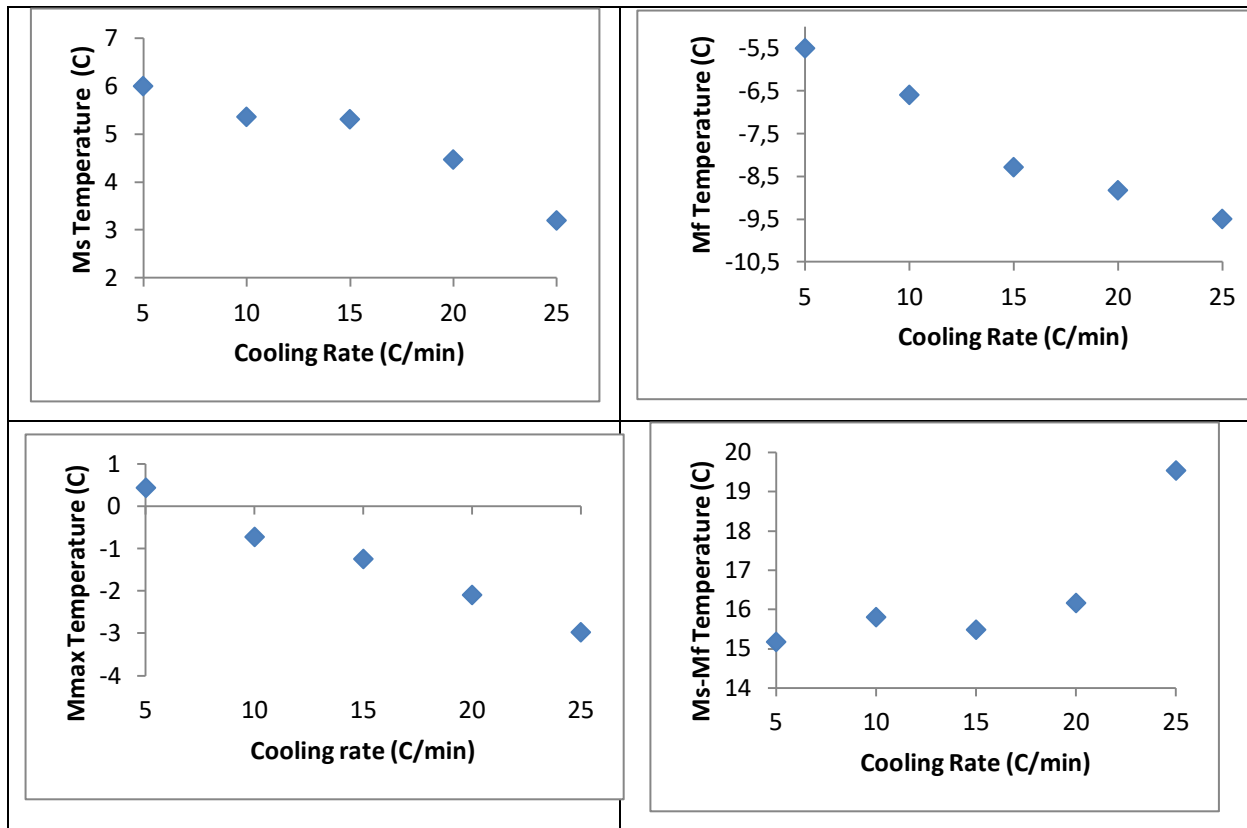 7
6
5
4
3
2
5 10 15 20 25
Ms Temperature (C)
Cooling Rate (C/min)
-5,5
-6,5
-7,5
-8,5
-9,5
-10,5
5 10 15 20 25
Mf Temperature (C)
Cooling Rate (C/min)
1
0
-1
-2
-3
-4
5 10 15 20 25
Mmax Temperature (C)
Cooling rate (C/min)
20
19
18
17
16
15
14
5 10 15 20 25
Ms-Mf Temperature (C)
Cooling Rate (C/min)